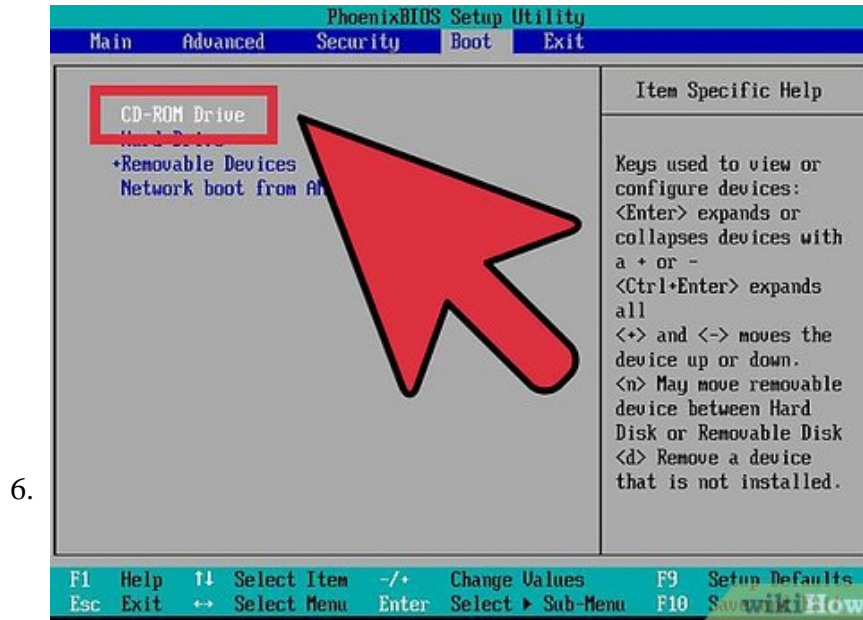 PhoenixBIOS Setup Utility
Main Advanced Security Boot Exit
Item Specific Help
CD-ROM Drive
+Removable Devices
Network boot from
Keys used to view or
configure devices:
<Enter> expands or
collapses devices with
a + or -
<Ctrl+Enter> expands
all
<+> and <-> moves the
device up or down.
<n> May move removable
device between Hard
Disk or Removable Disk
<d> Remove a device
that is not installed.
6.
F1 Help ↑↓ Select Item -/+ Change Values F9 Setup Defaults
Esc Exit ↔ Select Menu Enter Select ▶ Sub-Menu F10
wikiHow